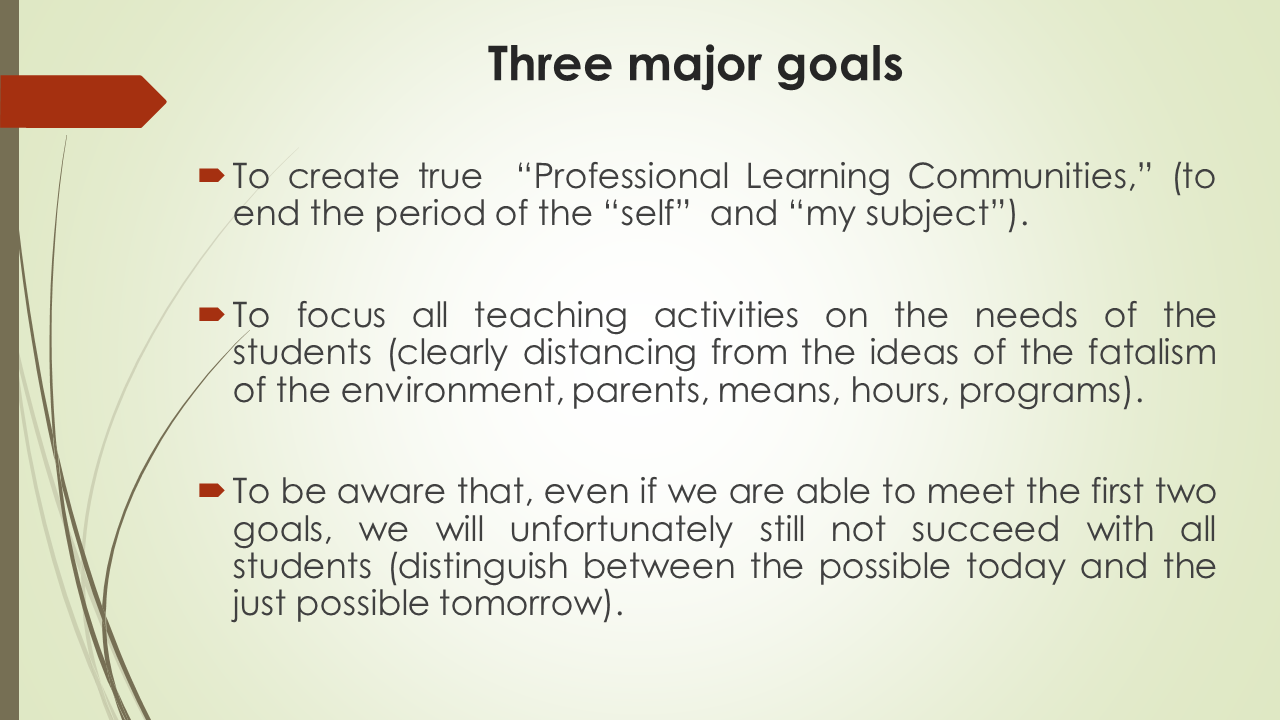 Three major goals
To create true “Professional Learning Communities,” (to
end the period of the “self” and “my subject”).
To focus all teaching activities on the needs of the
students (clearly distancing from the ideas of the fatalism
of the environment, parents, means, hours, programs).
To be aware that, even if we are able to meet the first two
goals, we will unfortunately still not succeed with all
students (distinguish between the possible today and the
just possible tomorrow).